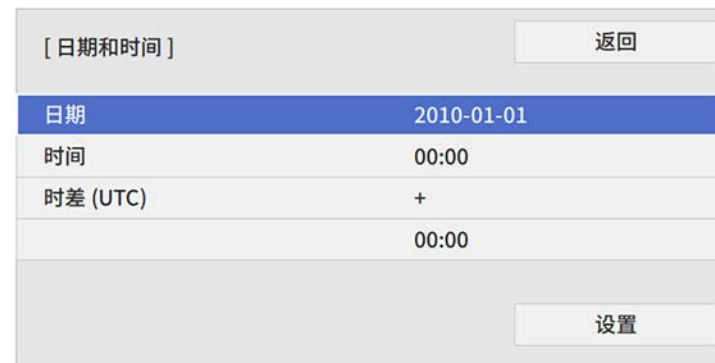 [ 日期和时间 ]
返回
日期 2010-01-01
时间 00:00
时差 (UTC) +
00:00
设置